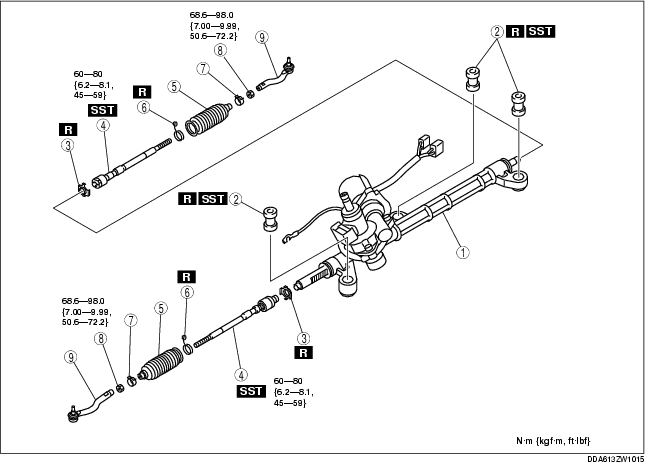 68.6—98.0
{7.00—9.99,
50.6—72.2}
9
8
7
2 R SST
60—80
{6.2—8.1,
45—59}
SST
4
R
6
5
R
3
R SST 2
1
R
6
5
68.6—98.0
{7.00—9.99,
50.6—72.2}
7
8
9
3
R
4
SST
60—80
{6.2—8.1,
45—59}
N·m {kgf·m, ft·lbf}
DDA613ZW1015